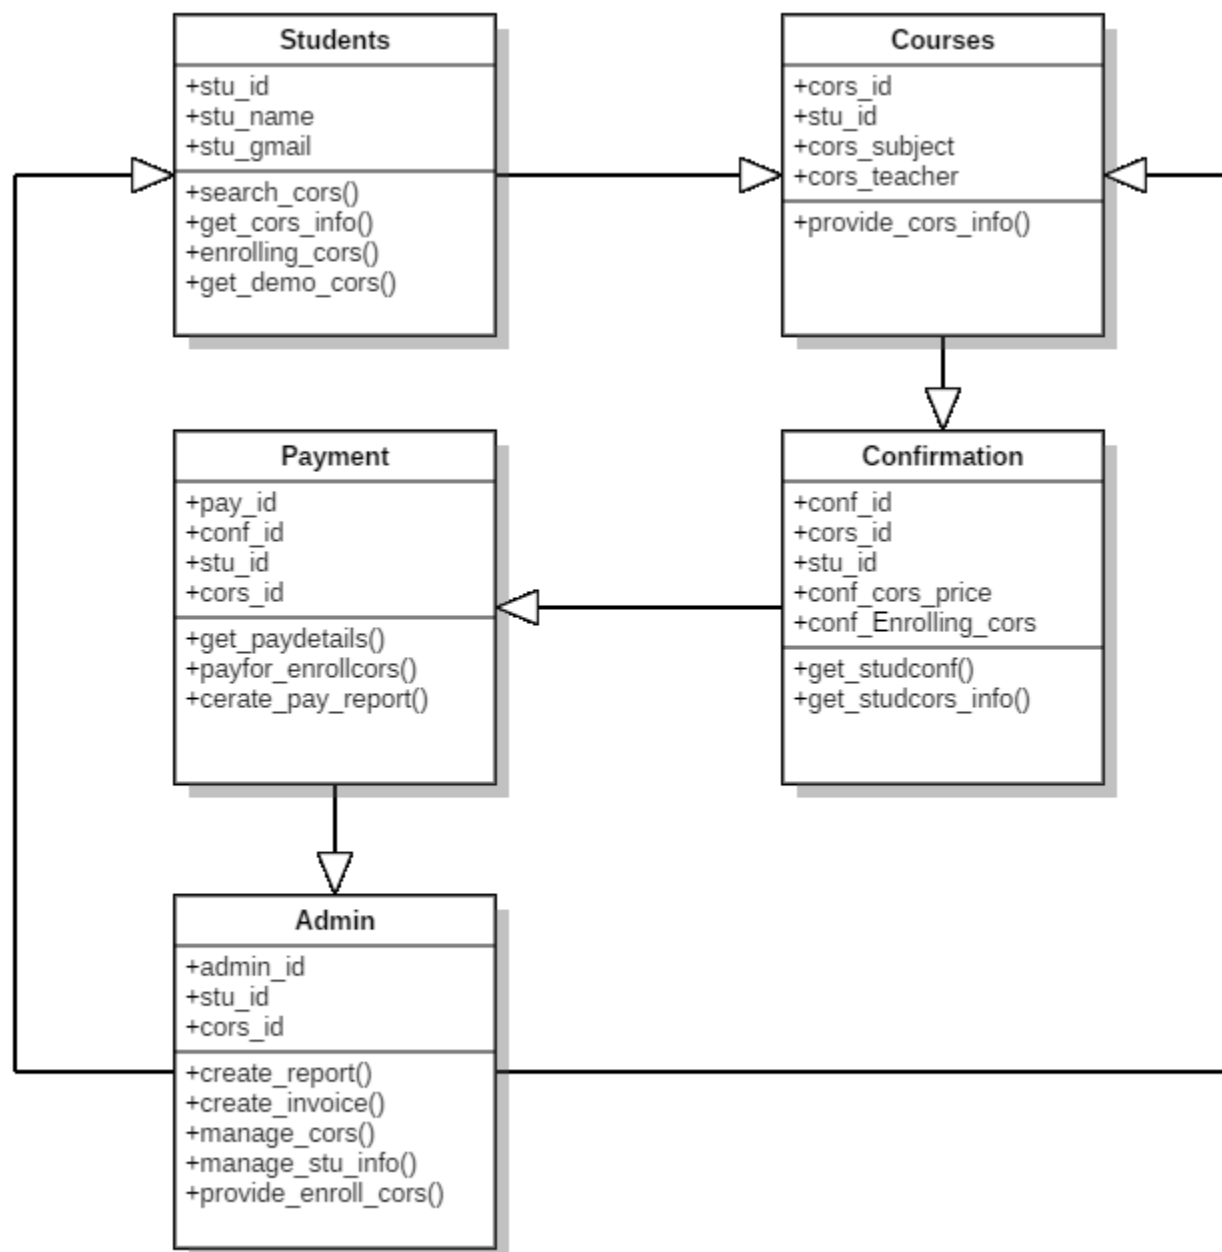 Students
+stu_id
+stu_name
+stu_gmail
+search_cors()
+get_cors_info()
+enrolling_cors()
+get_demo_cors()
Courses
+cors_id
+stu_id
+cors_subject
+cors_teacher
+provide_cors_info()
Payment
+pay_id
+conf_id
+stu_id
+cors_id
+get_paydetails()
+payfor_enrollcors()
+cerate_pay_report()
Confirmation
+conf_id
+cors_id
+stu_id
+conf_cors_price
+conf_Enrolling_cors
+get_studconf()
+get_studcors_info()
Admin
+admin_id
+stu_id
+cors_id
+create_report()
+create_invoice()
+manage_cors()
+manage_stu_info()
+provide_enroll_cors()